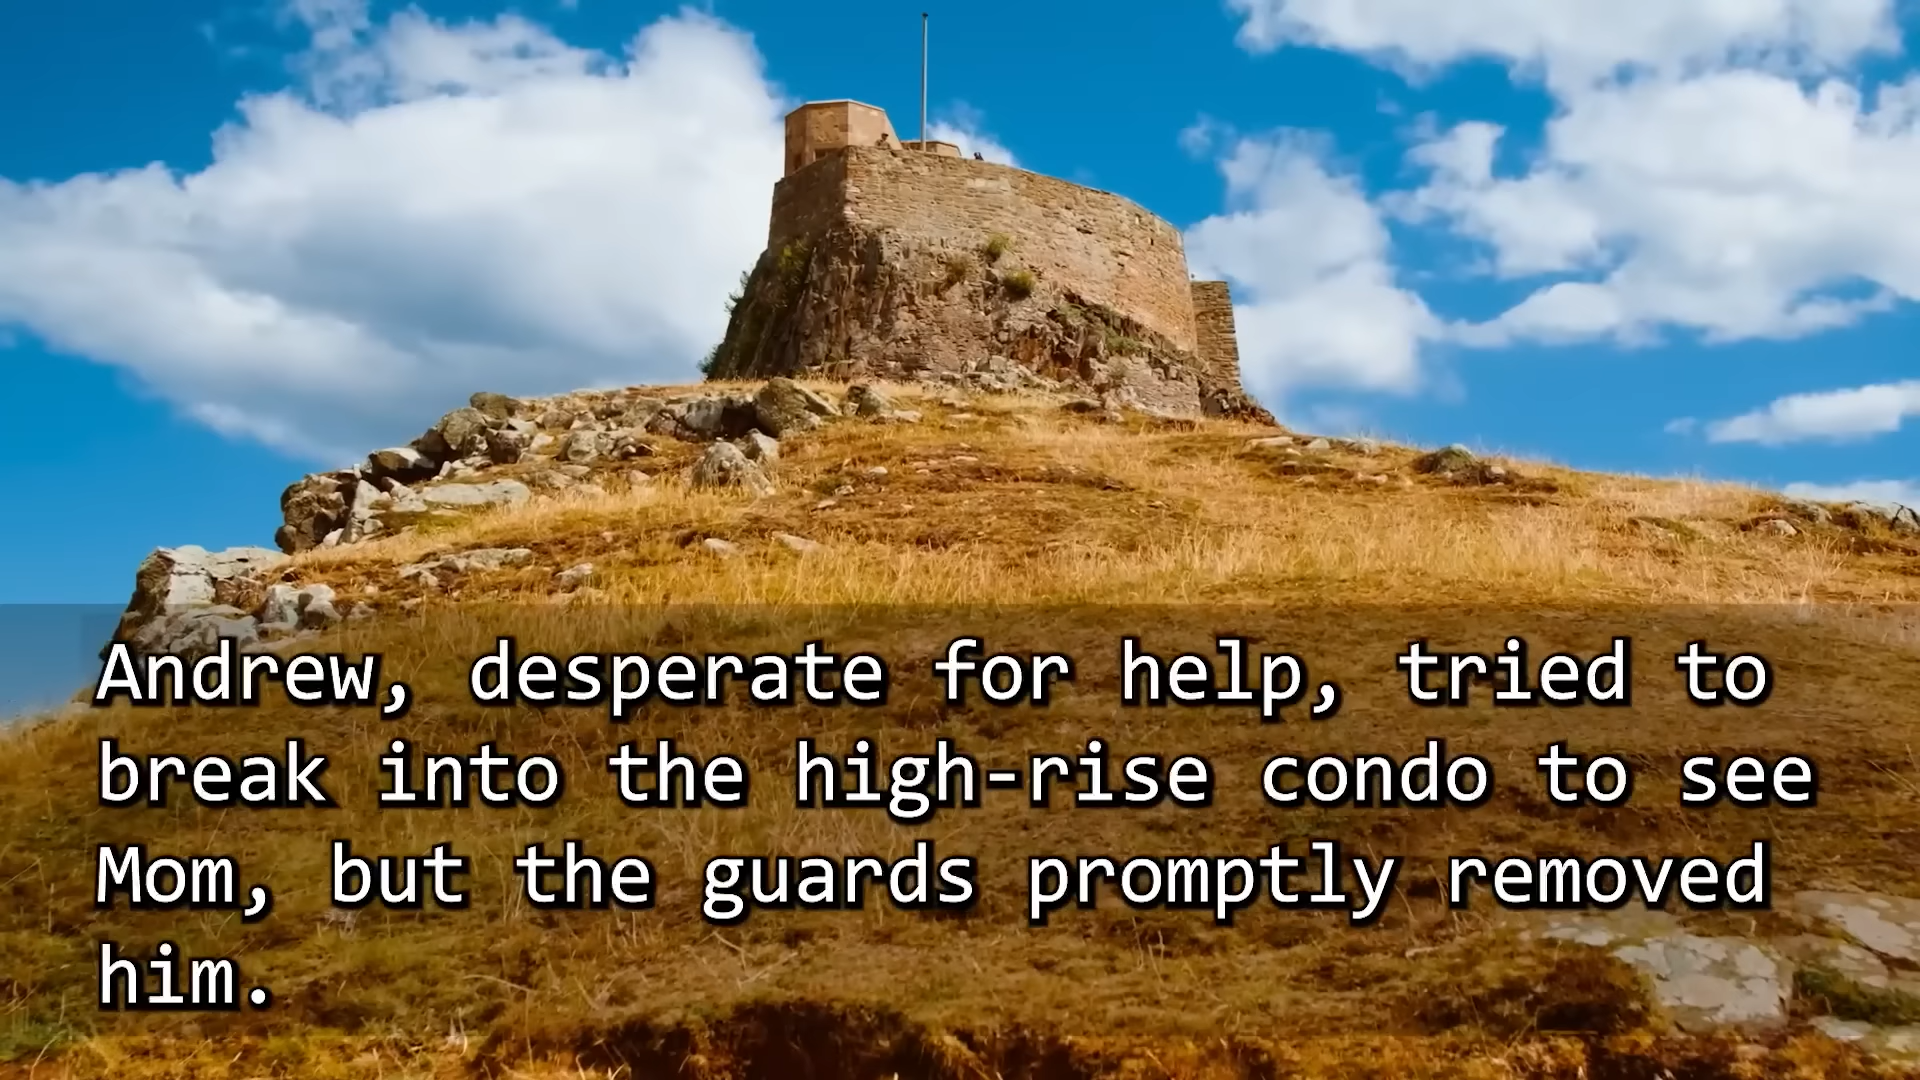 Andrew, desperate for help, tried to
break into the high-rise condo to see
Mom, but the guards promptly removed
him.